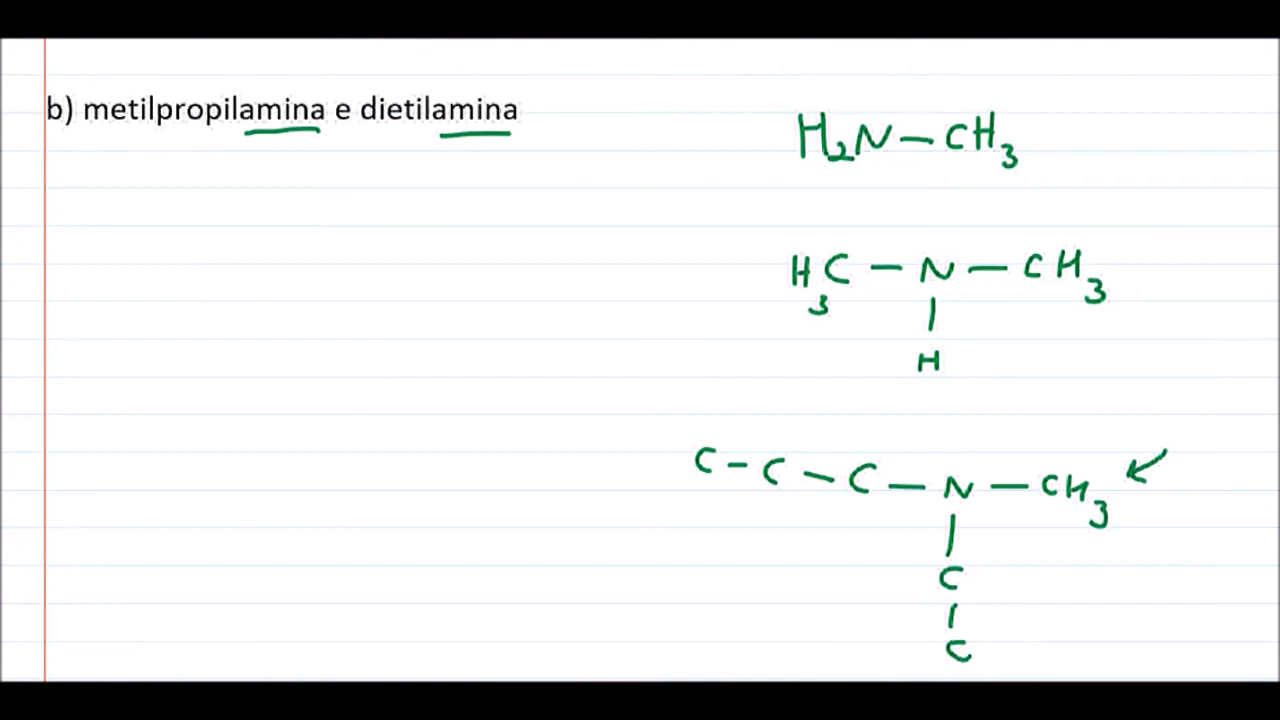 b) metilpropilamina e dietilamina
H₂N—CH₃
H₃C—N—CH₃
|
H
C-C-C—N—CH₃
|
C
|
C